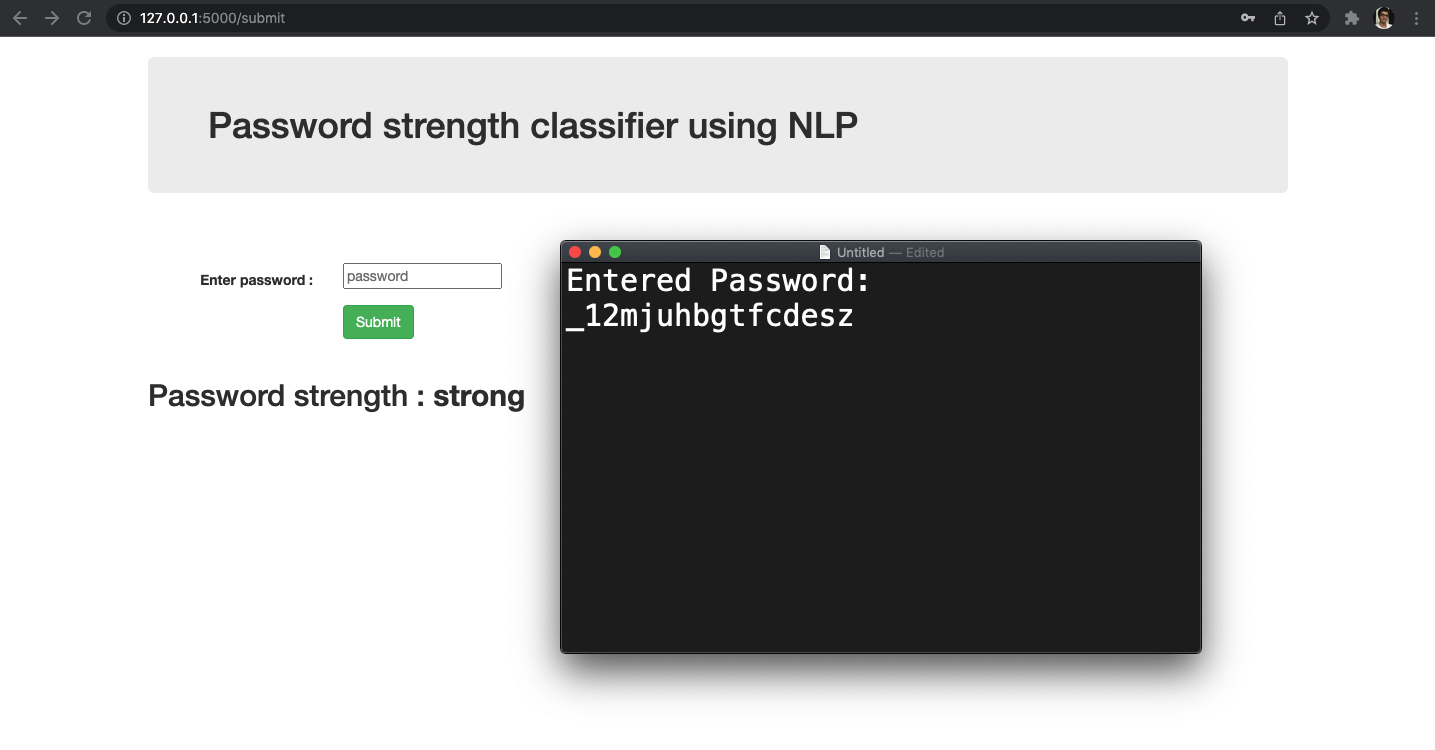 127.0.0.1:5000/submit
Password strength classifier using NLP
Enter password :
password
Submit
Password strength : strong
Untitled — Edited
Entered Password:
_12mjuhbgtfcdesz